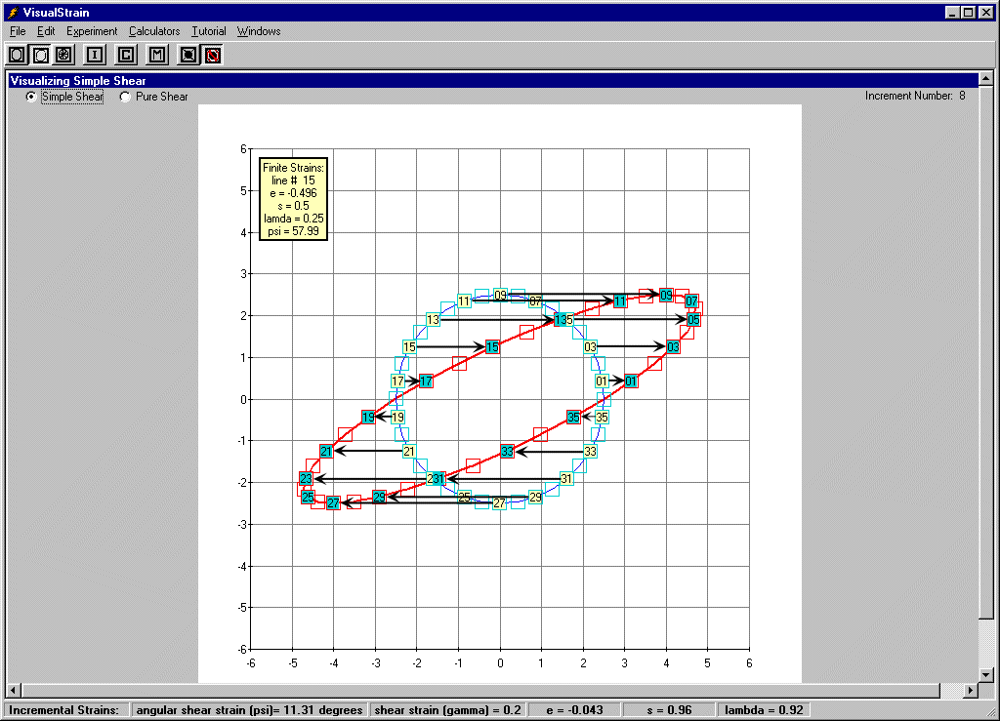 VisualStrain
File Edit Experiment Calculators Tutorial Windows
I C M
Visualizing Simple Shear
Simple Shear Pure Shear Increment Number: 8
Finite Strains:
line # 15
e = -0.496
s = 0.5
lamda = 0.25
psi = 57.99
6
5
4
3
2
1
0
-1
-2
-3
-4
-5
-6
09 09
11 07 11 07
13 135 05
15 15 03 03
17 17 01 01
19 19 35 35
21 21 33 33
23 2 31 31
25 29 25 29
27 27
-6 -5 -4 -3 -2 -1 0 1 2 3 4 5 6
Incremental Strains: angular shear strain (psi)= 11.31 degrees shear strain (gamma) = 0.2 e = -0.043 s = 0.96 lambda = 0.92